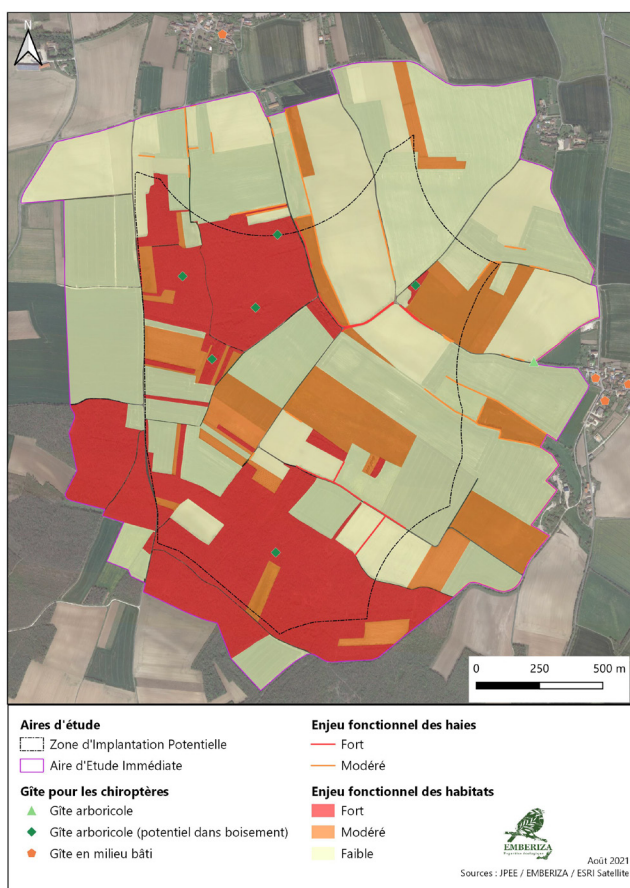 N
0 250 500 m
Aires d'étude
Zone d'Implantation Potentielle
Aire d'Etude Immédiate
Gîte pour les chiroptères
Gîte arboricole
Gîte arboricole (potentiel dans boisement)
Gîte en milieu bâti
Enjeu fonctionnel des haies
Fort
Modéré
Enjeu fonctionnel des habitats
Fort
Modéré
Faible
EMBERIZA
Août 2021
Sources : JPEE / EMBERIZA / ESRI Satellite